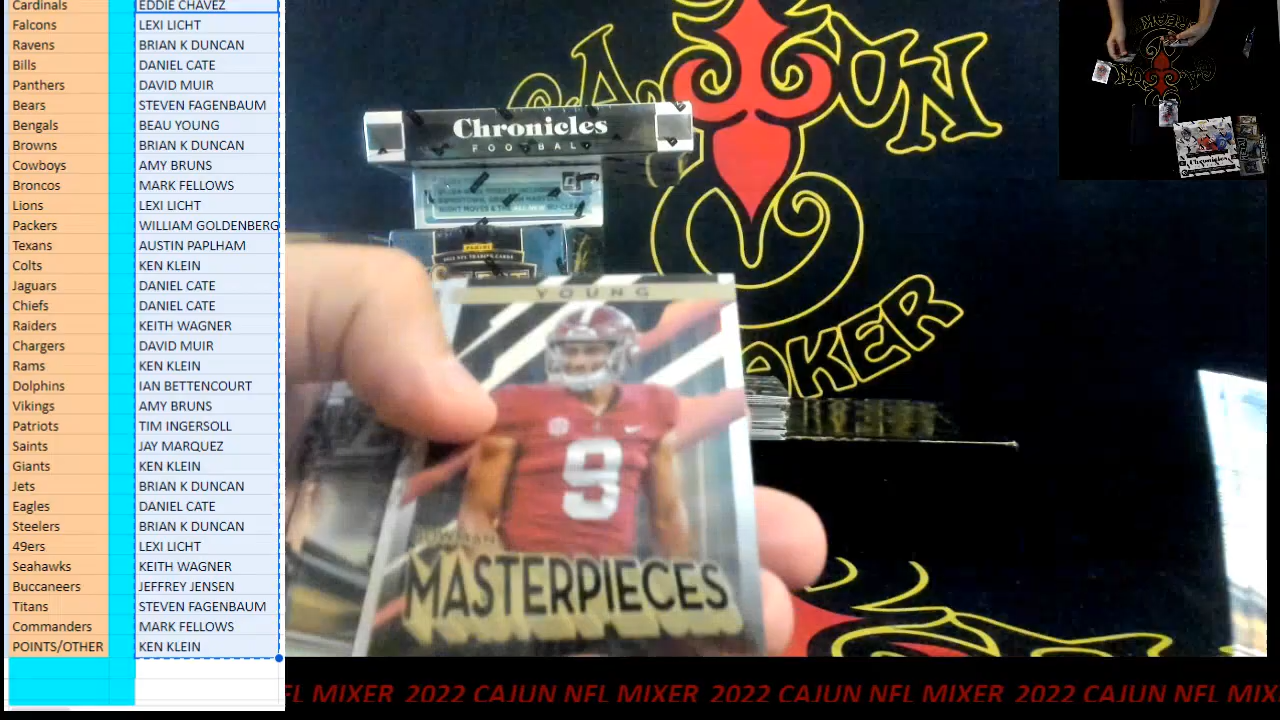 Cardinals EDDIE CHAVEZ
Falcons LEXI LICHT
Ravens BRIAN K DUNCAN
Bills DANIEL CATE
Panthers DAVID MUIR
Bears STEVEN FAGENBAUM
Bengals BEAU YOUNG
Browns BRIAN K DUNCAN
Cowboys AMY BRUNS
Broncos MARK FELLOWS
Lions LEXI LICHT
Packers WILLIAM GOLDENBERG
Texans AUSTIN PAPLHAM
Colts KEN KLEIN
Jaguars DANIEL CATE
Chiefs DANIEL CATE
Raiders KEITH WAGNER
Chargers DAVID MUIR
Rams KEN KLEIN
Dolphins IAN BETTENCOURT
Vikings AMY BRUNS
Patriots TIM INGERSOLL
Saints JAY MARQUEZ
Giants KEN KLEIN
Jets BRIAN K DUNCAN
Eagles DANIEL CATE
Steelers BRIAN K DUNCAN
49ers LEXI LICHT
Seahawks KEITH WAGNER
Buccaneers JEFFREY JENSEN
Titans STEVEN FAGENBAUM
Commanders MARK FELLOWS
POINTS/OTHER KEN KLEIN
Chronicles
FOOTBALL
PANINI
YOUNG
9
BOWMAN
MASTERPIECES
UN
AKER
Chronicles
FL MIXER 2022 CAJUN NFL MIXER 2022 CAJUN NFL MIXER 2022 CAJUN NFL MIX